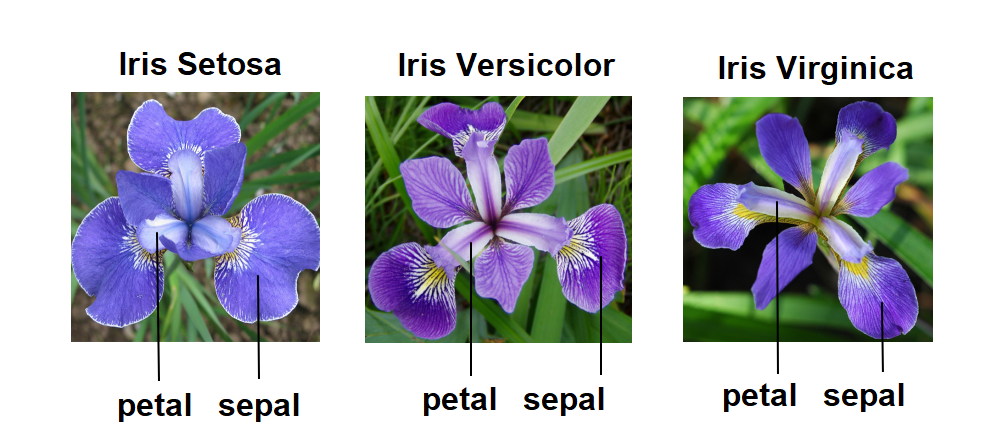 Iris Setosa
Iris Versicolor
Iris Virginica
petal
sepal
petal
sepal
petal
sepal